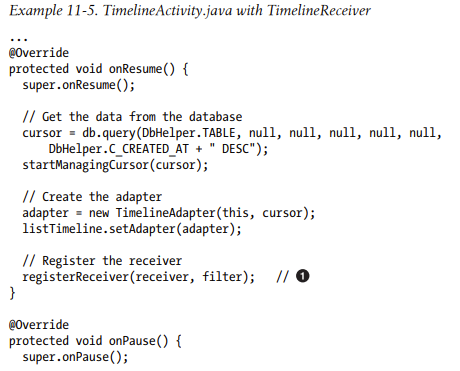 Example 11-5. TimelineActivity.java with TimelineReceiver
...
@Override
protected void onResume() {
  super.onResume();

  // Get the data from the database
  cursor = db.query(DbHelper.TABLE, null, null, null, null, null,
      DbHelper.C_CREATED_AT + " DESC");
  startManagingCursor(cursor);

  // Create the adapter
  adapter = new TimelineAdapter(this, cursor);
  listTimeline.setAdapter(adapter);

  // Register the receiver
  registerReceiver(receiver, filter);   // ❶
}

@Override
protected void onPause() {
  super.onPause();